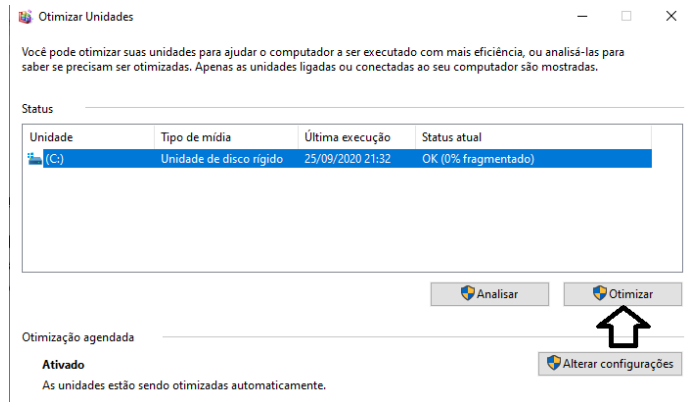 Otimizar Unidades
Você pode otimizar suas unidades para ajudar o computador a ser executado com mais eficiência, ou analisá-las para
saber se precisam ser otimizadas. Apenas as unidades ligadas ou conectadas ao seu computador são mostradas.
Status
Unidade Tipo de mídia Última execução Status atual
(C:) Unidade de disco rígido 25/09/2020 21:32 OK (0% fragmentado)
Analisar Otimizar
Otimização agendada
Ativado Alterar configurações
As unidades estão sendo otimizadas automaticamente.